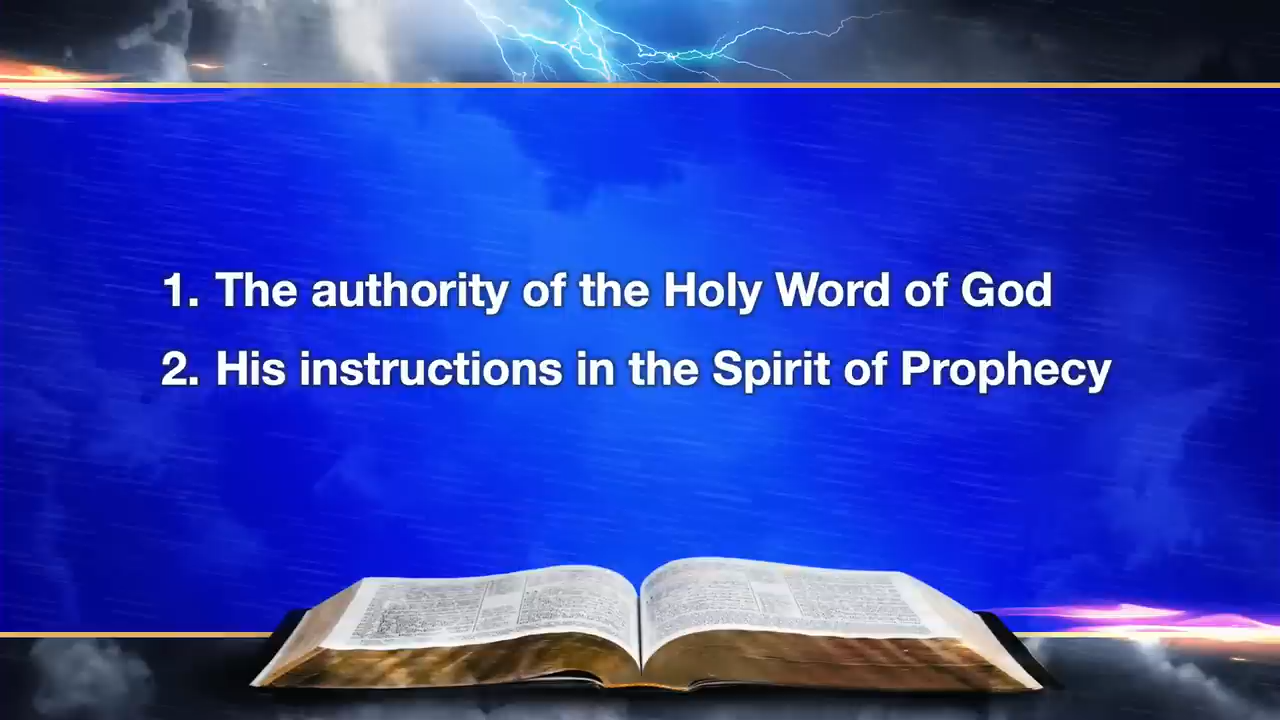 1. The authority of the Holy Word of God
2. His instructions in the Spirit of Prophecy